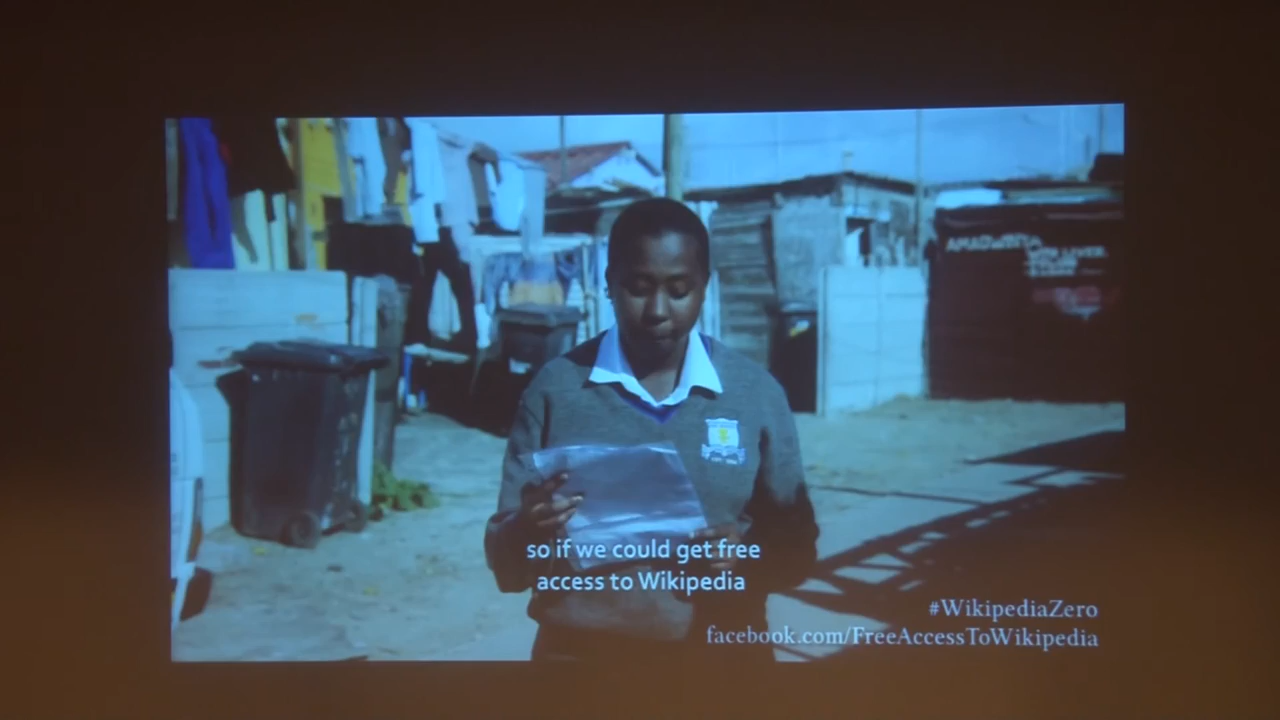 so if we could get free
access to Wikipedia
#WikipediaZero
facebook.com/FreeAccessToWikipedia